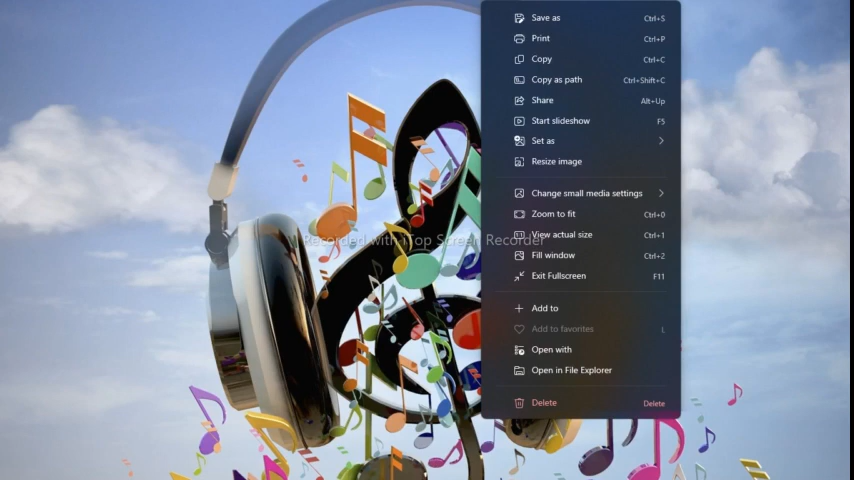 Save as Ctrl+S
Print Ctrl+P
Copy Ctrl+C
Copy as path Ctrl+Shift+C
Share Alt+Up
Start slideshow F5
Set as
Resize image
Change small media settings
Zoom to fit Ctrl+0
View actual size Ctrl+1
Recorded with iTop Screen Recorder
Fill window Ctrl+2
Exit Fullscreen F11
Add to
Add to favorites L
Open with
Open in File Explorer
Delete Delete